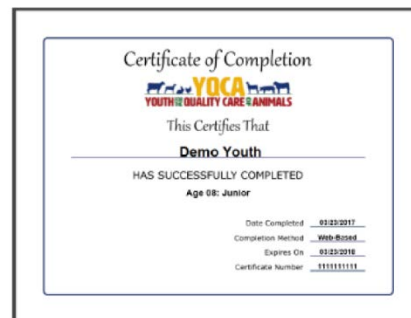 Certificate of Completion
YQCA
YOUTH FOR THE QUALITY CARE OF ANIMALS
This Certifies That
Demo Youth
HAS SUCCESSFULLY COMPLETED
Age 08: Junior
Date Completed 03/23/2017
Completion Method Web-Based
Expires On 03/23/2018
Certificate Number 1111111111